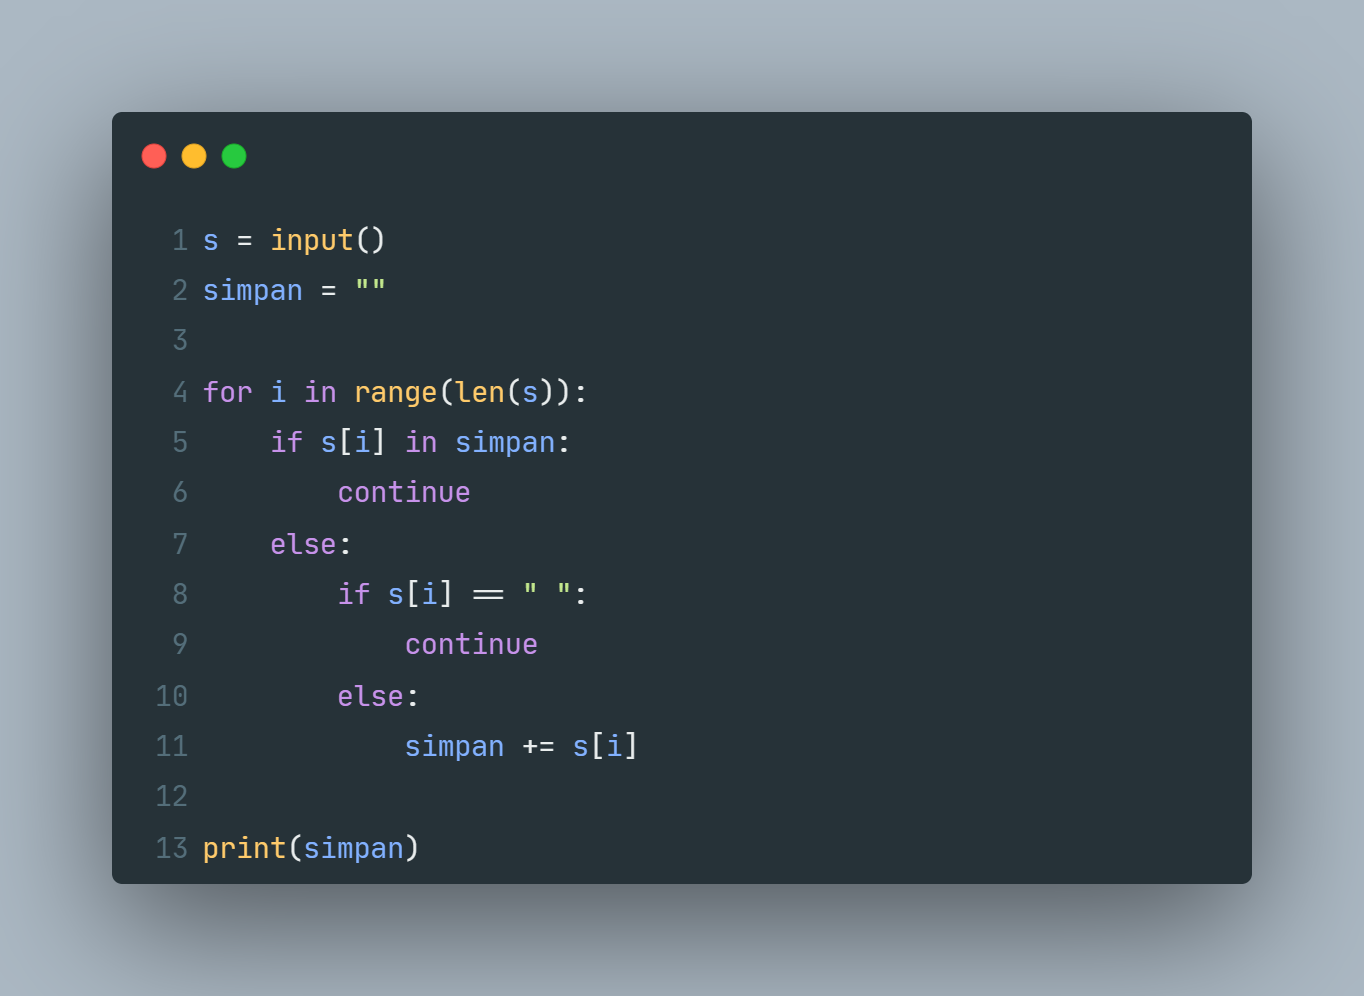 1 s = input()
2 simpan = ""
3
4 for i in range(len(s)):
5     if s[i] in simpan:
6         continue
7     else:
8         if s[i] == " ":
9             continue
10         else:
11             simpan += s[i]
12
13 print(simpan)